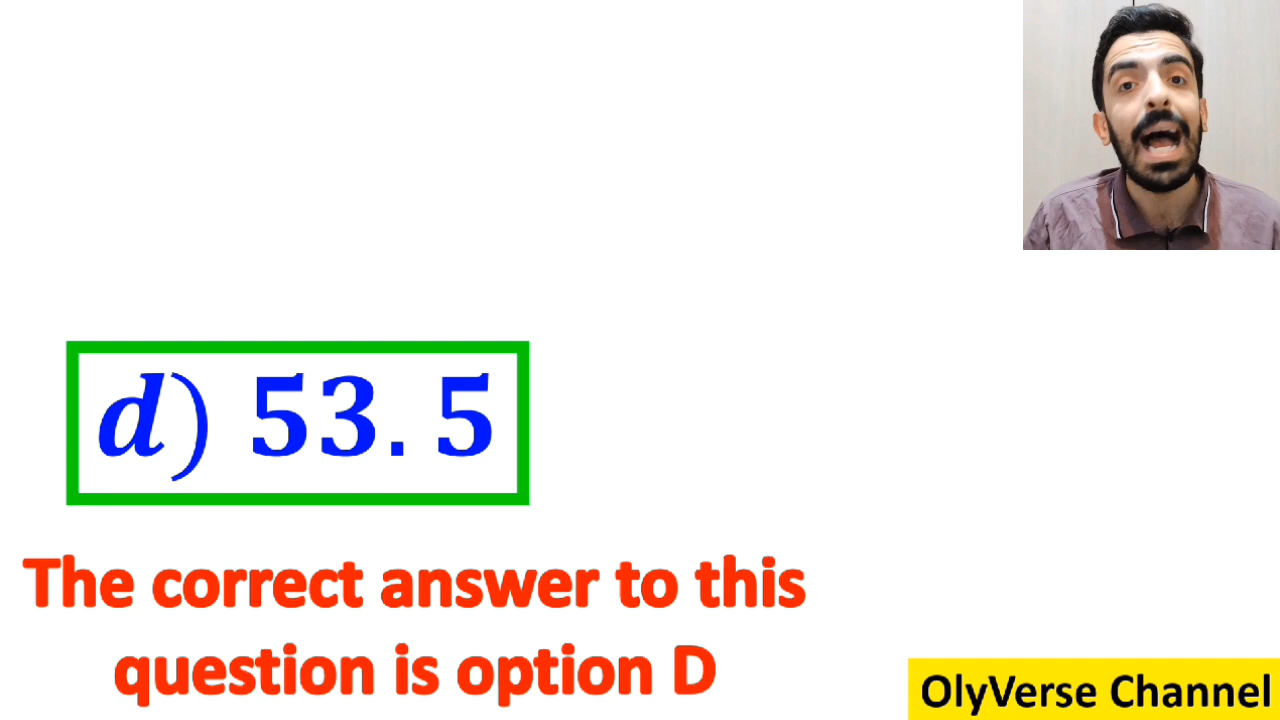 d) 53.5
The correct answer to this
question is option D
OlyVerse Channel